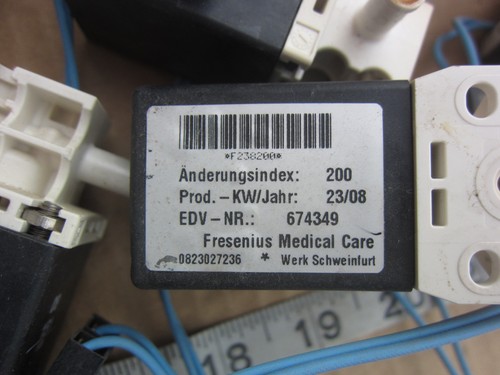 *F238200*
Änderungsindex: 200
Prod.-KW/Jahr: 23/08
EDV-NR.: 674349
Fresenius Medical Care
0823027236 * Werk Schweinfurt
18 19 20